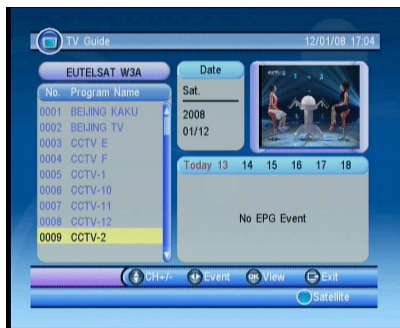 TV Guide 12/01/08 17:04
EUTELSAT W3A
No. Program Name
0001 BEIJING KAKU
0002 BEIJING TV
0003 CCTV E
0004 CCTV F
0005 CCTV-1
0006 CCTV-10
0007 CCTV-11
0008 CCTV-12
0009 CCTV-2
Date
Sat.
2008
01/12
Today 13 14 15 16 17 18
No EPG Event
CH+/- Event OK View Exit
Satellite